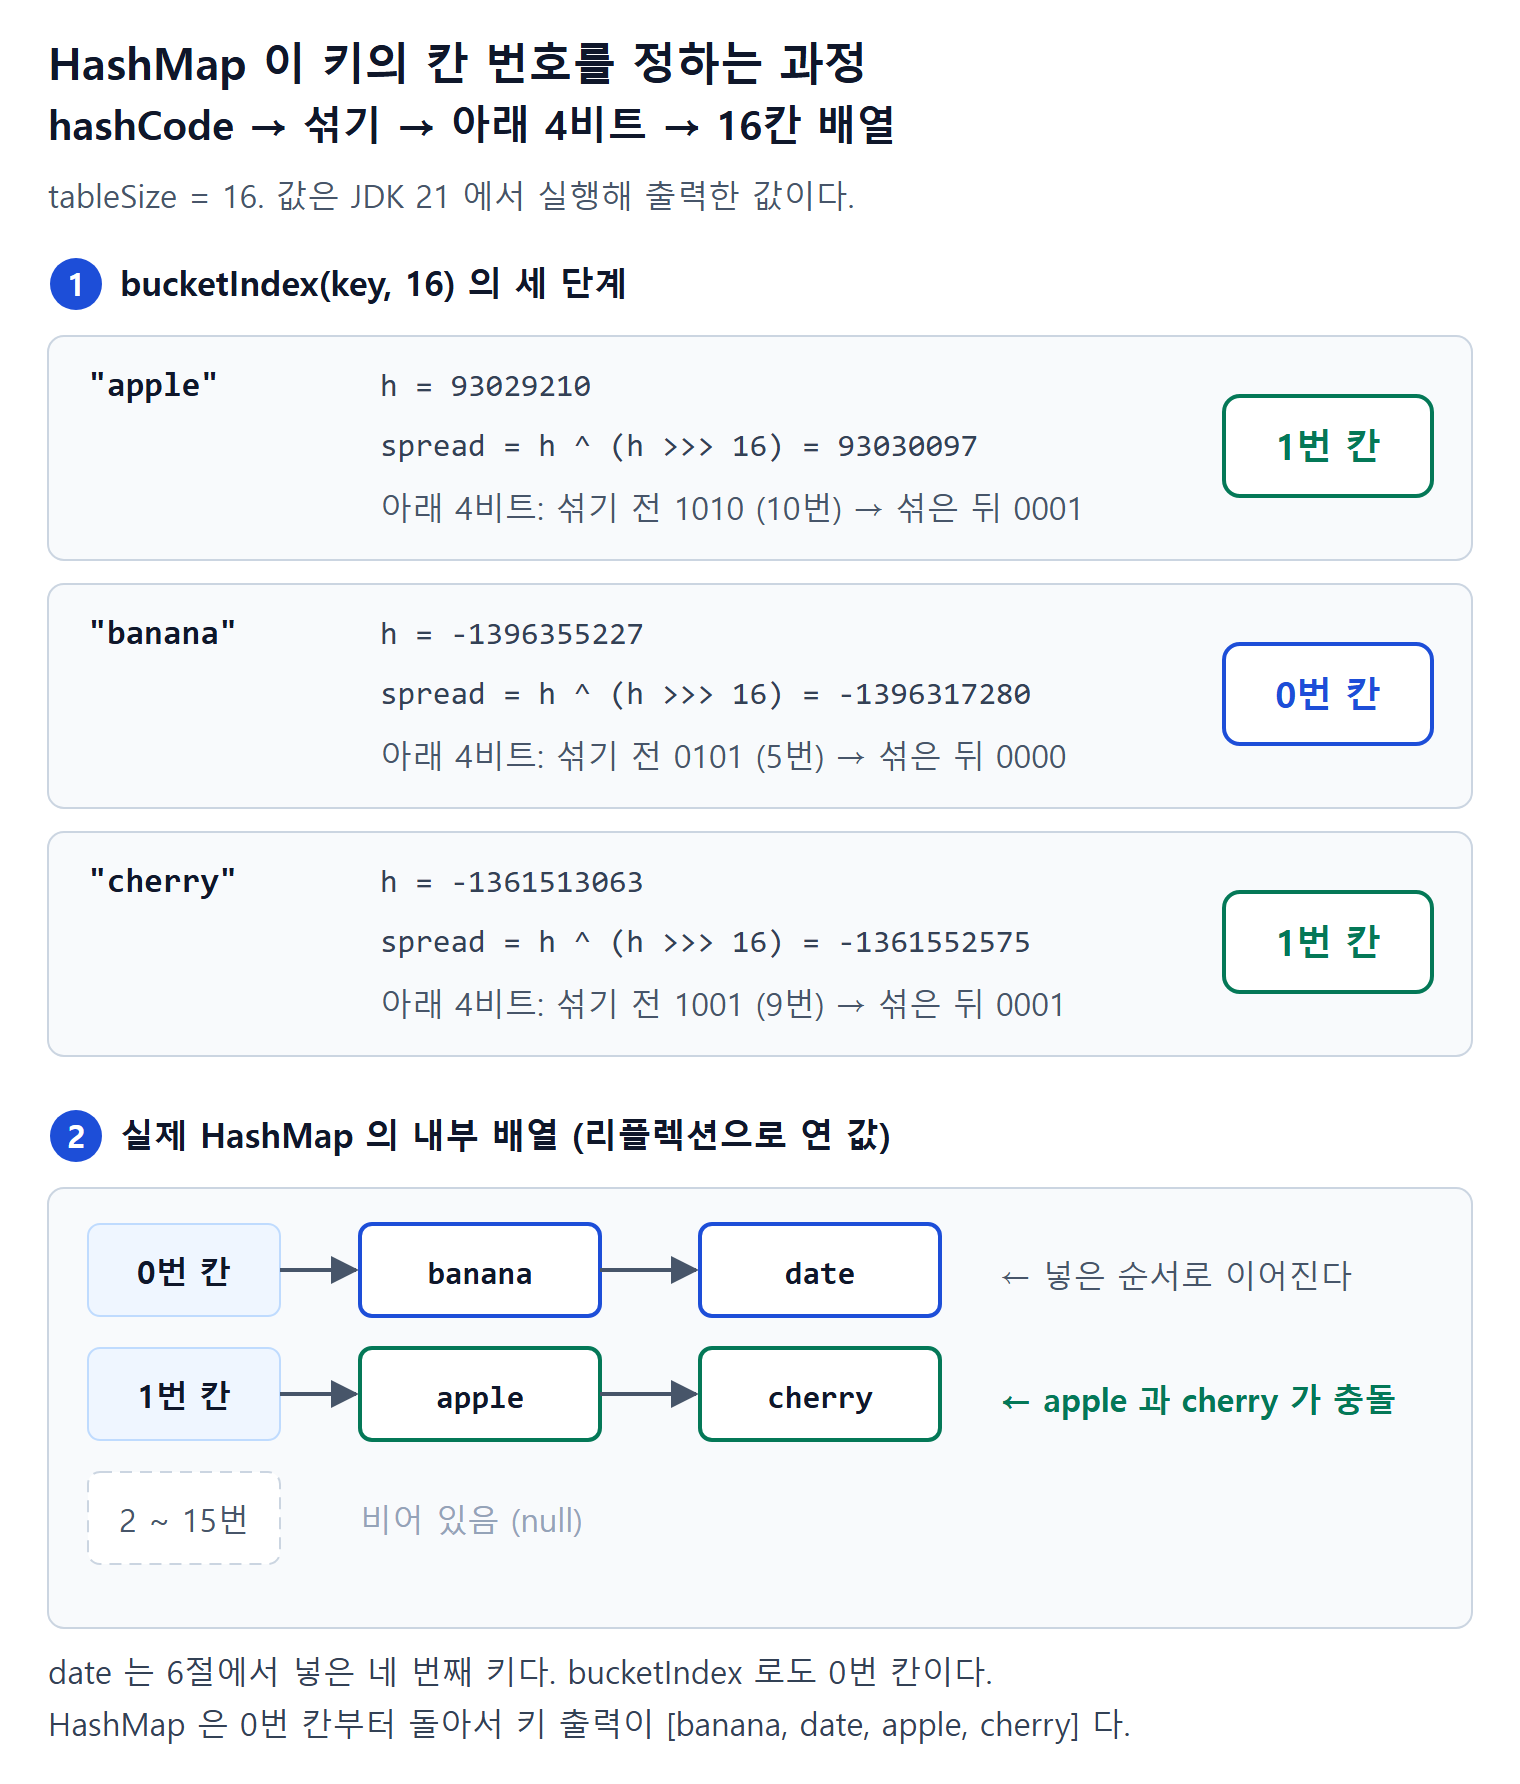 HashMap 이 키의 칸 번호를 정하는 과정
hashCode → 섞기 → 아래 4비트 → 16칸 배열
tableSize = 16. 값은 JDK 21 에서 실행해 출력한 값이다.
1 bucketIndex(key, 16) 의 세 단계
"apple"
h = 93029210
spread = h ^ (h >>> 16) = 93030097
아래 4비트: 섞기 전 1010 (10번) → 섞은 뒤 0001
1번 칸
"banana"
h = -1396355227
spread = h ^ (h >>> 16) = -1396317280
아래 4비트: 섞기 전 0101 (5번) → 섞은 뒤 0000
0번 칸
"cherry"
h = -1361513063
spread = h ^ (h >>> 16) = -1361552575
아래 4비트: 섞기 전 1001 (9번) → 섞은 뒤 0001
1번 칸
2 실제 HashMap 의 내부 배열 (리플렉션으로 연 값)
0번 칸 banana date ← 넣은 순서로 이어진다
1번 칸 apple cherry ← apple 과 cherry 가 충돌
2 ~ 15번 비어 있음 (null)
date 는 6절에서 넣은 네 번째 키다. bucketIndex 로도 0번 칸이다.
HashMap 은 0번 칸부터 돌아서 키 출력이 [banana, date, apple, cherry] 다.